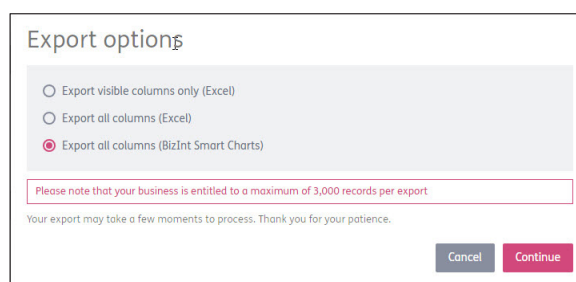 Export options
Export visible columns only (Excel)
Export all columns (Excel)
Export all columns (BizInt Smart Charts)
Please note that your business is entitled to a maximum of 3,000 records per export
Your export may take a few moments to process. Thank you for your patience.
Cancel Continue